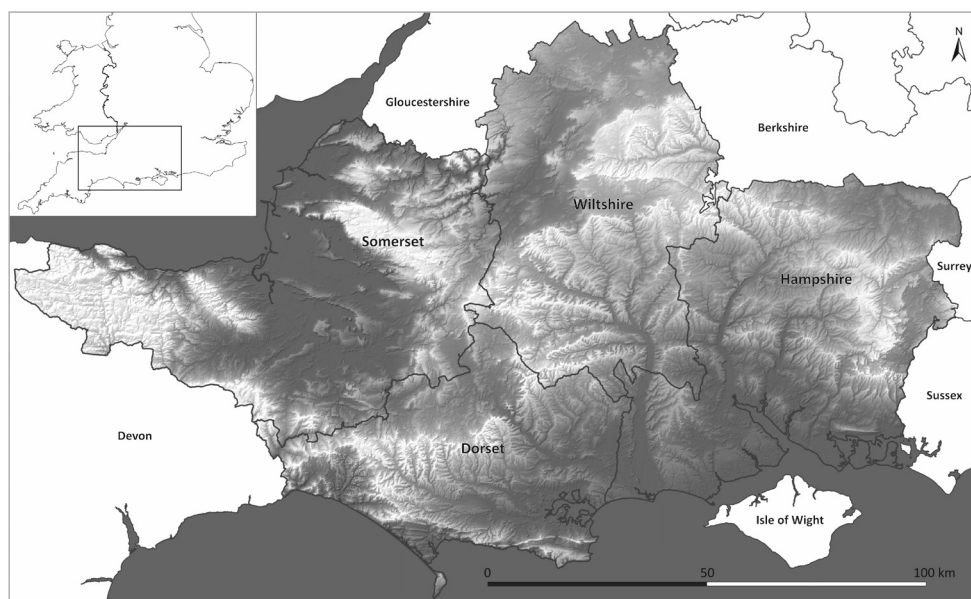 N
Gloucestershire
Berkshire
Wiltshire
Somerset
Hampshire
Surrey
Sussex
Devon
Dorset
Isle of Wight
0 50 100 km